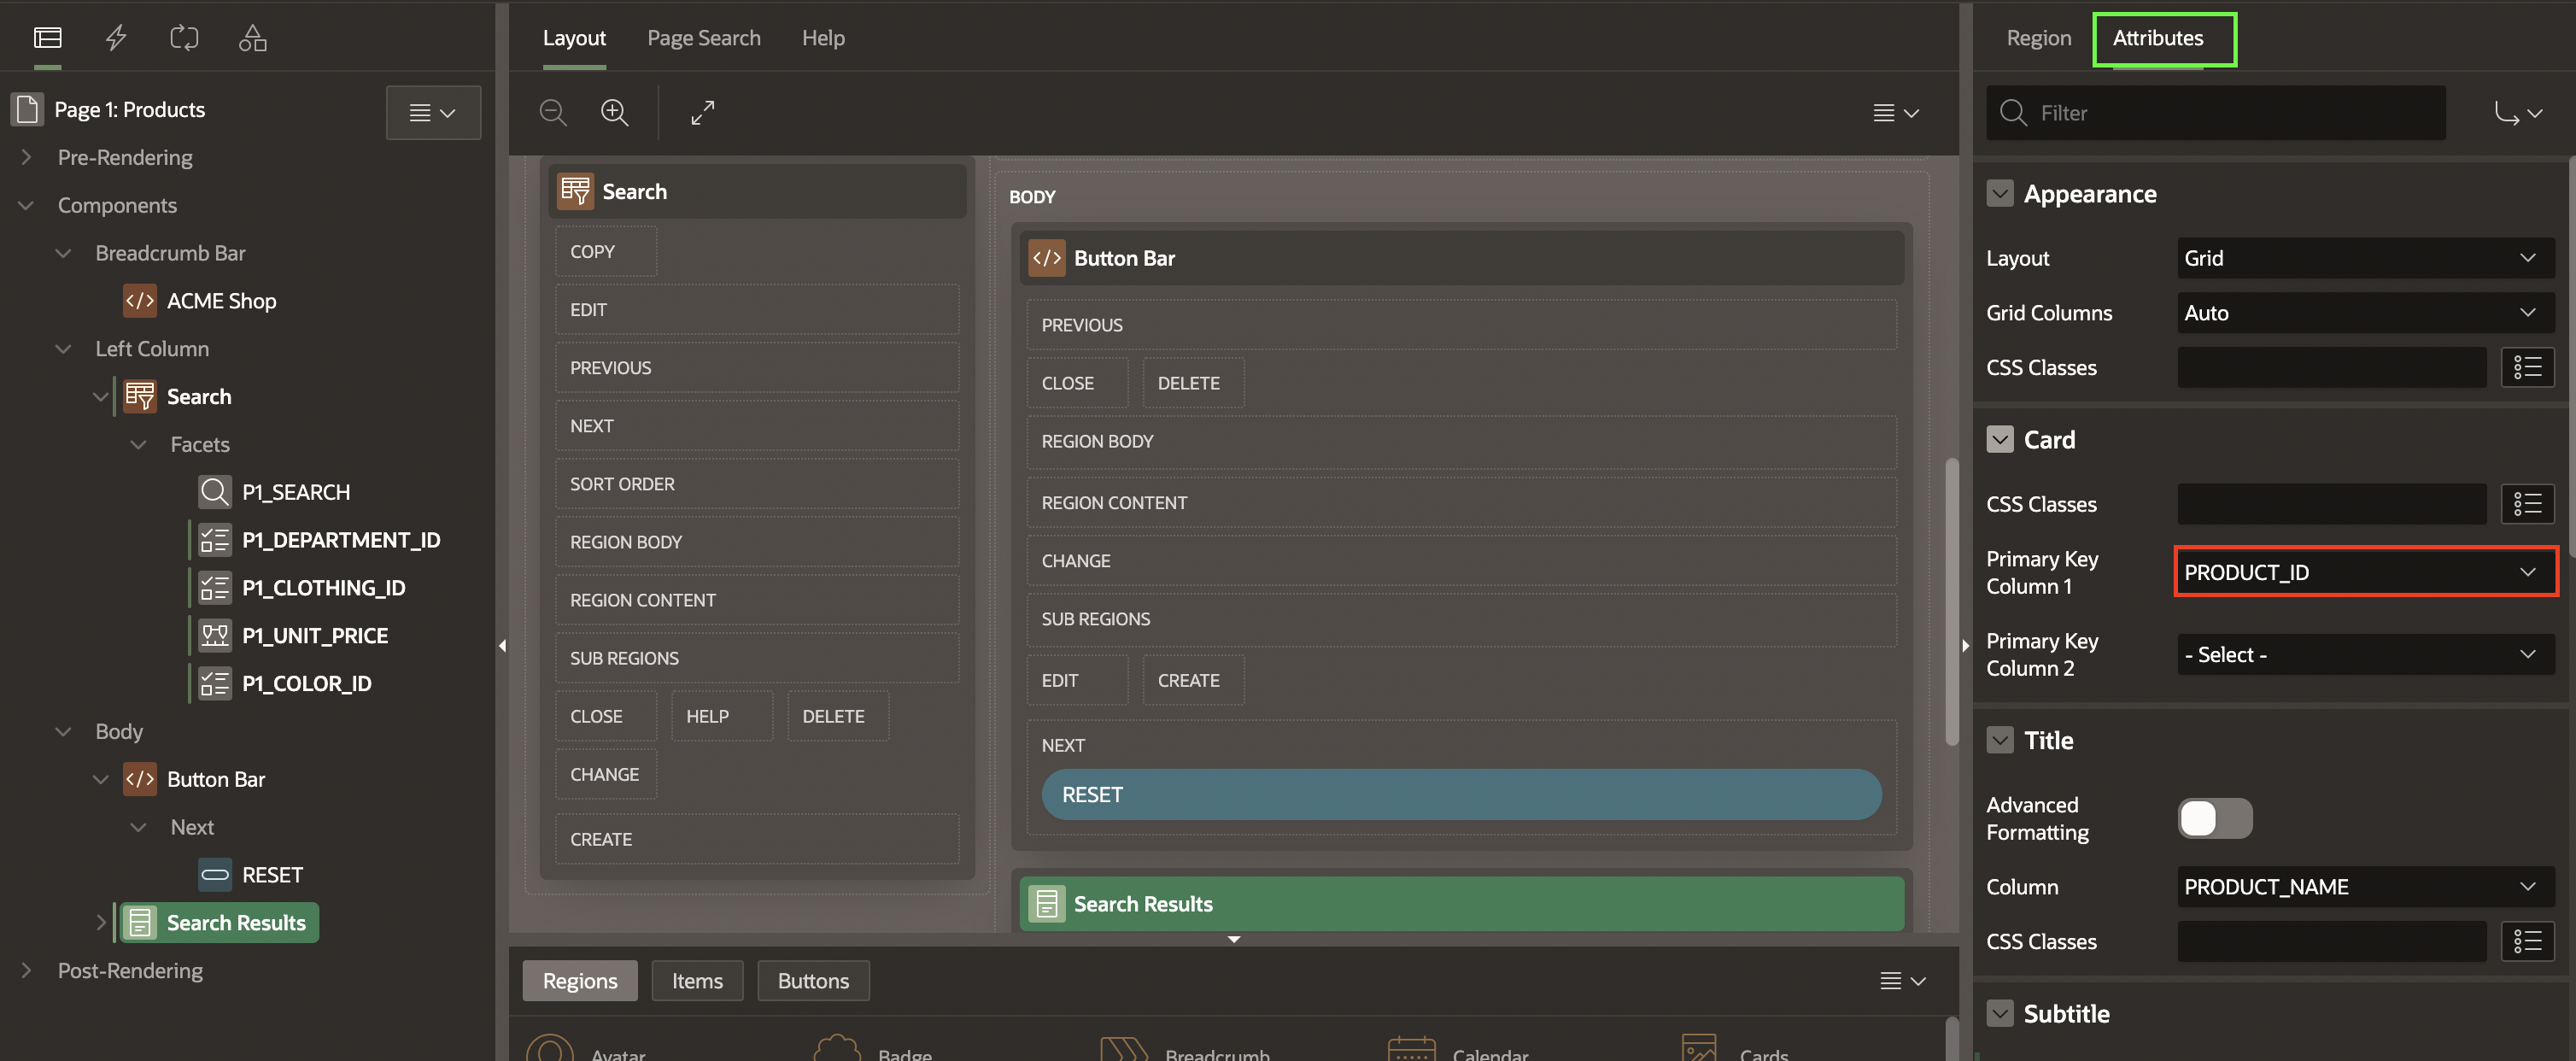 Page 1: Products
Pre-Rendering
Components
Breadcrumb Bar
ACME Shop
Left Column
Search
Facets
P1_SEARCH
P1_DEPARTMENT_ID
P1_CLOTHING_ID
P1_UNIT_PRICE
P1_COLOR_ID
Body
Button Bar
Next
RESET
Search Results
Post-Rendering
Layout Page Search Help
Search
COPY
EDIT
PREVIOUS
NEXT
SORT ORDER
REGION BODY
REGION CONTENT
SUB REGIONS
CLOSE HELP DELETE
CHANGE
CREATE
BODY
Button Bar
PREVIOUS
CLOSE DELETE
REGION BODY
REGION CONTENT
CHANGE
SUB REGIONS
EDIT CREATE
NEXT
RESET
Search Results
Regions Items Buttons
Avatar Badge Breadcrumb Calendar Cards
Region Attributes
Filter
Appearance
Layout Grid
Grid Columns Auto
CSS Classes
Card
CSS Classes
Primary Key
Column 1 PRODUCT_ID
Primary Key
Column 2 - Select -
Title
Advanced
Formatting
Column PRODUCT_NAME
CSS Classes
Subtitle